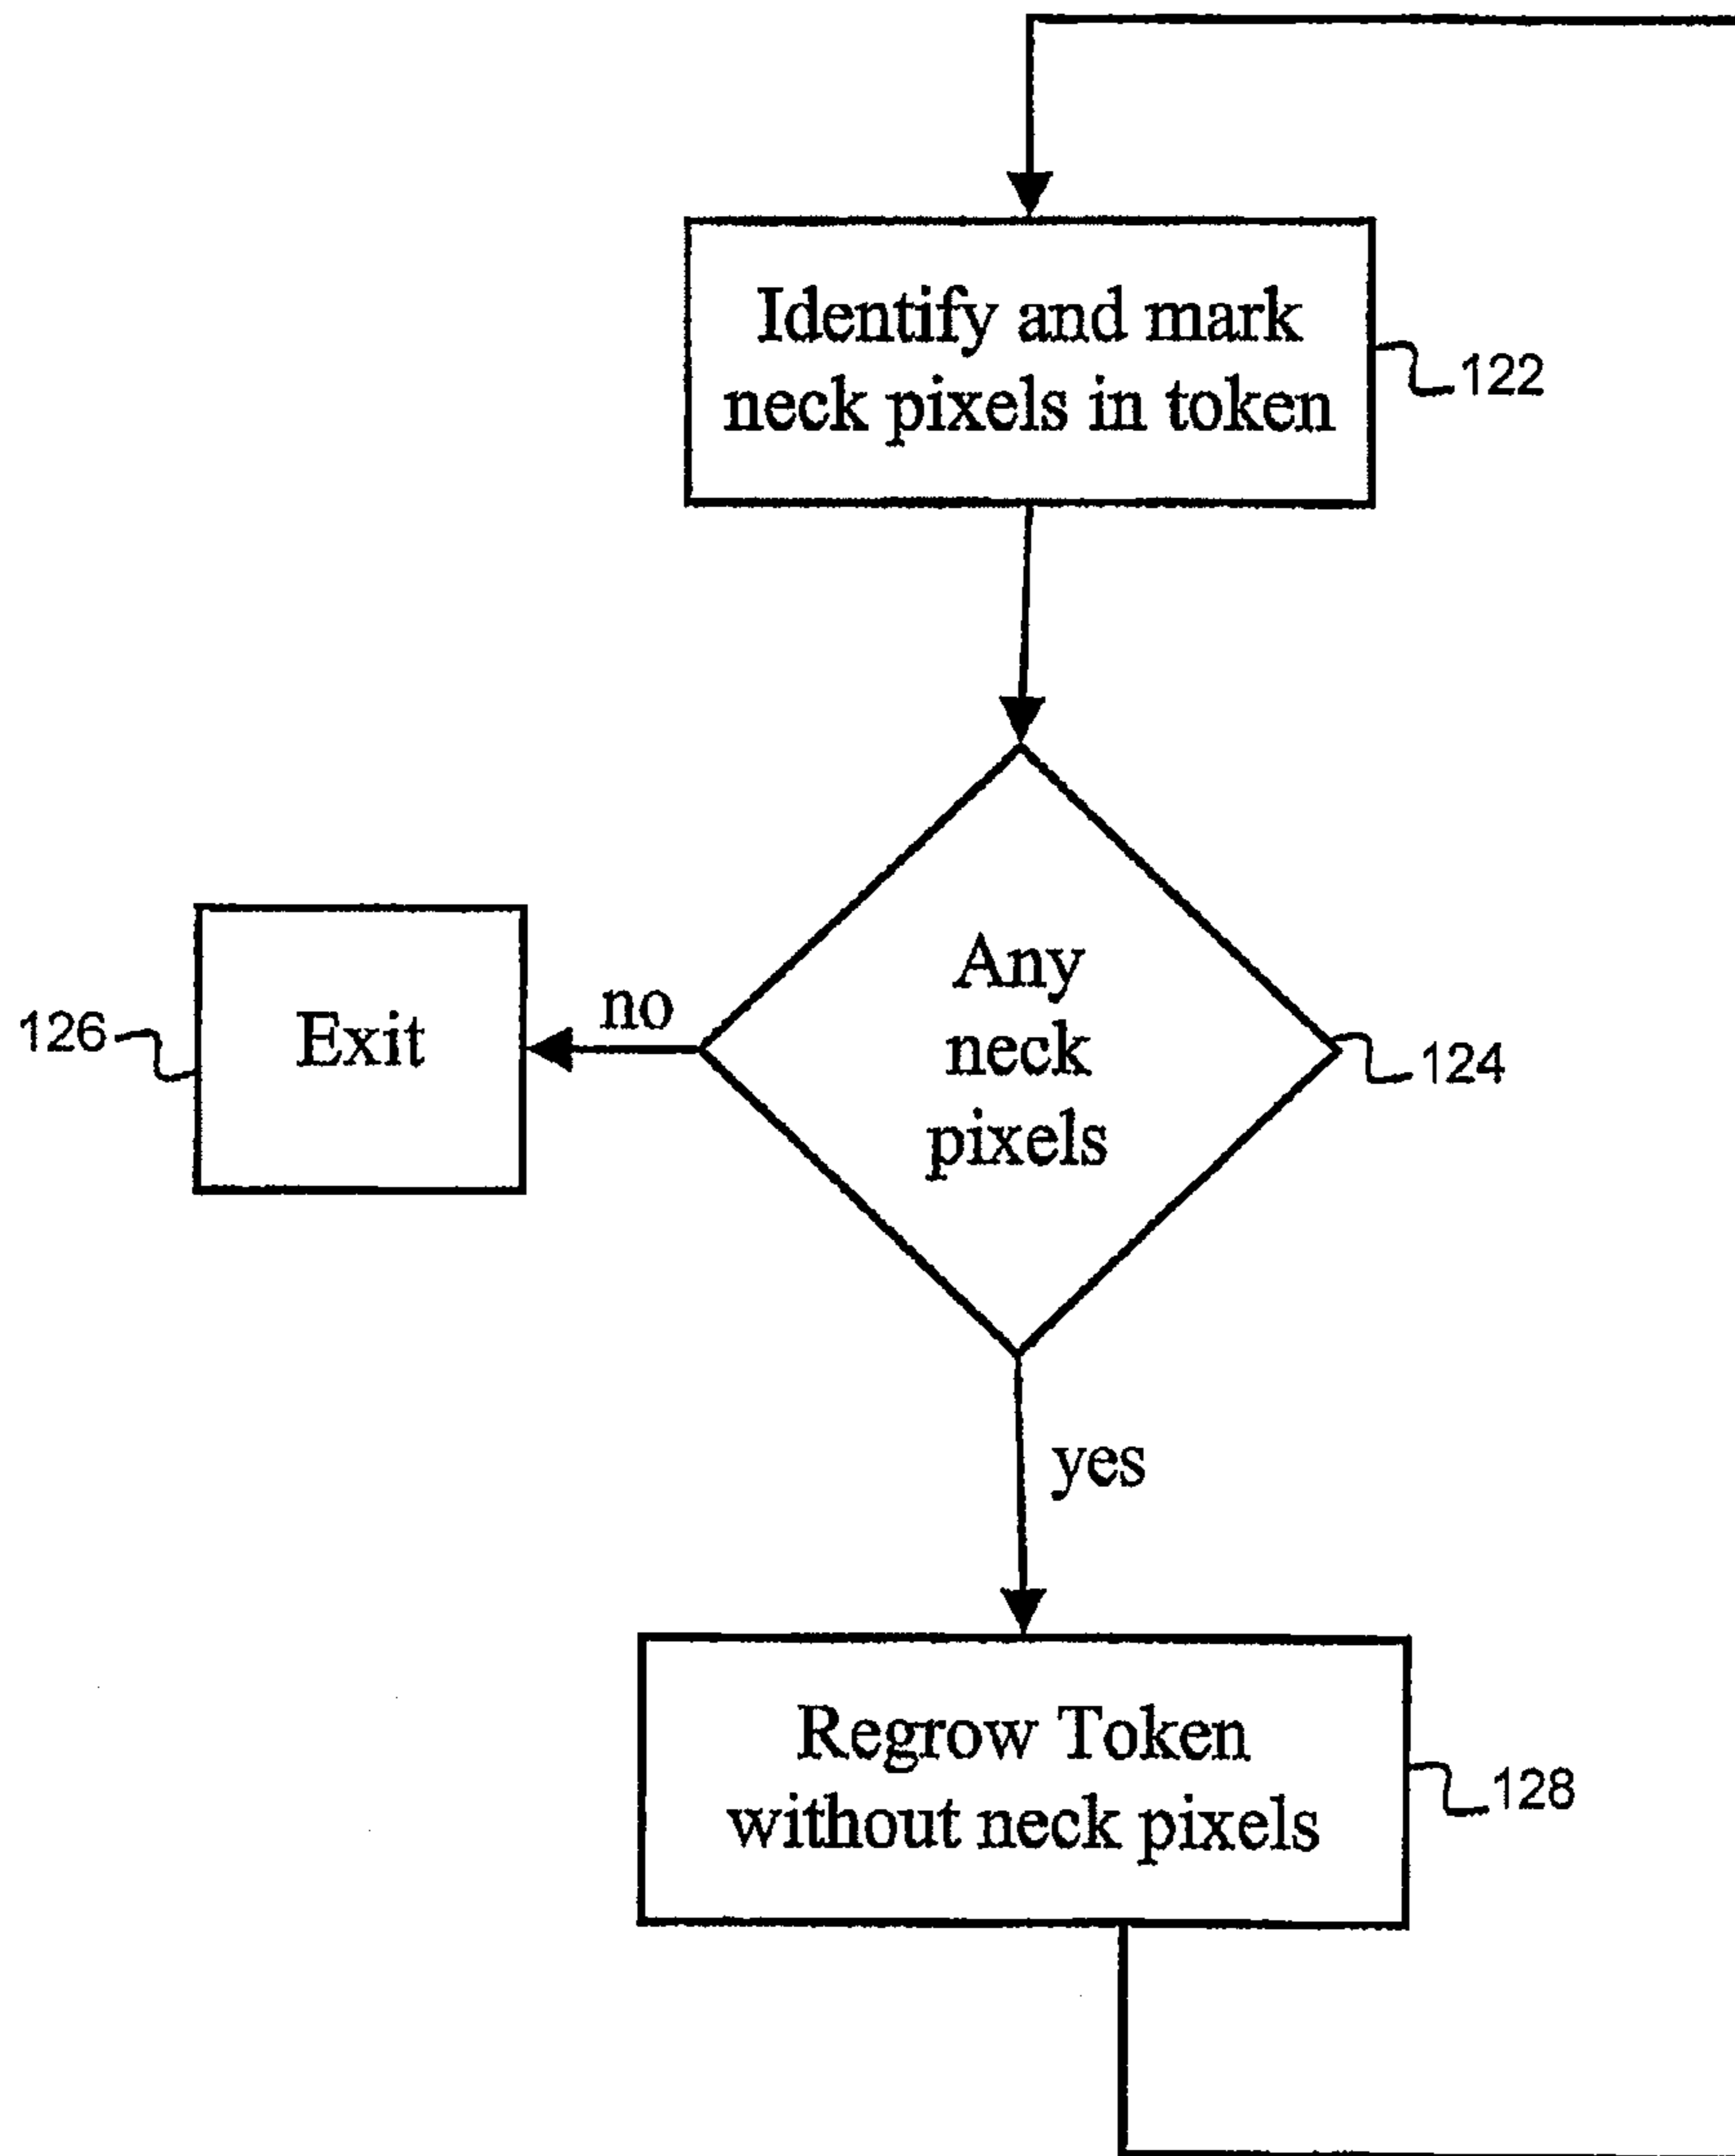 Identify and mark
neck pixels in token
122
Any
neck
pixels
124
no
Exit
126
yes
Regrow Token
without neck pixels
128